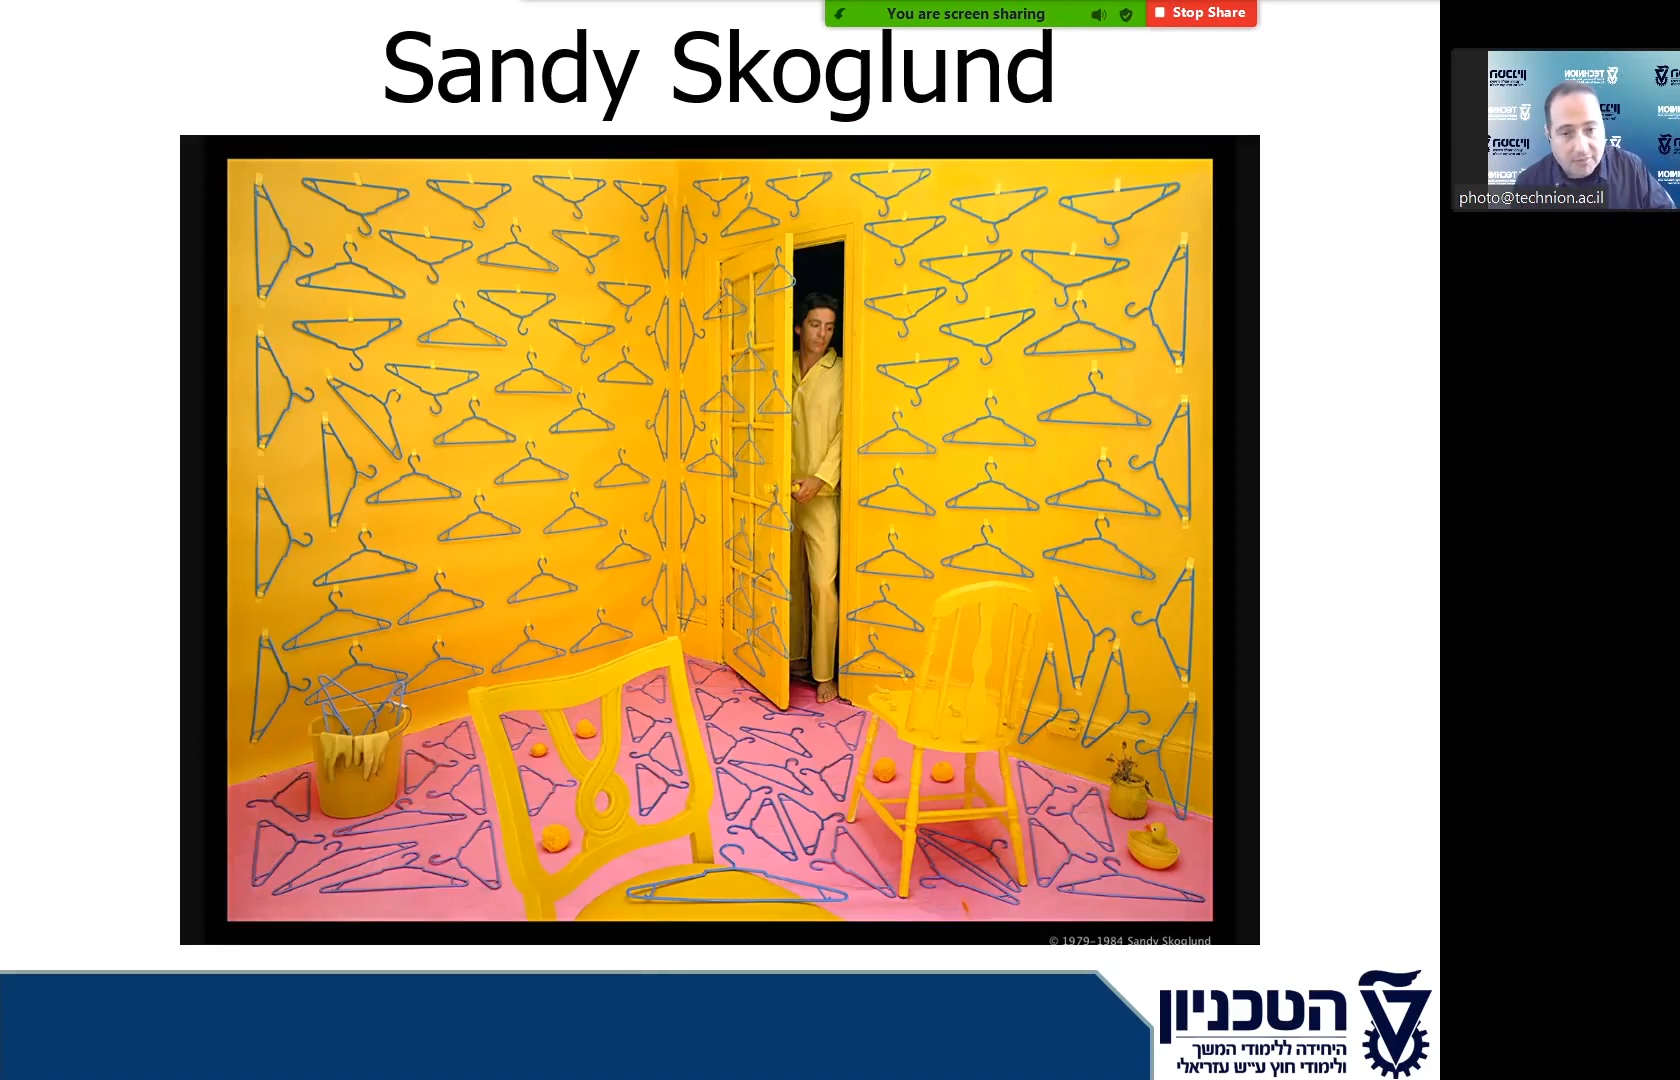 You are screen sharing
Stop Share
Sandy Skoglund
TECHNION
photo@technion.ac.il
© 1979-1984 Sandy Skoglund
הטכניון
היחידה ללימודי המשך
ולימודי חוץ ע״ש עזריאלי